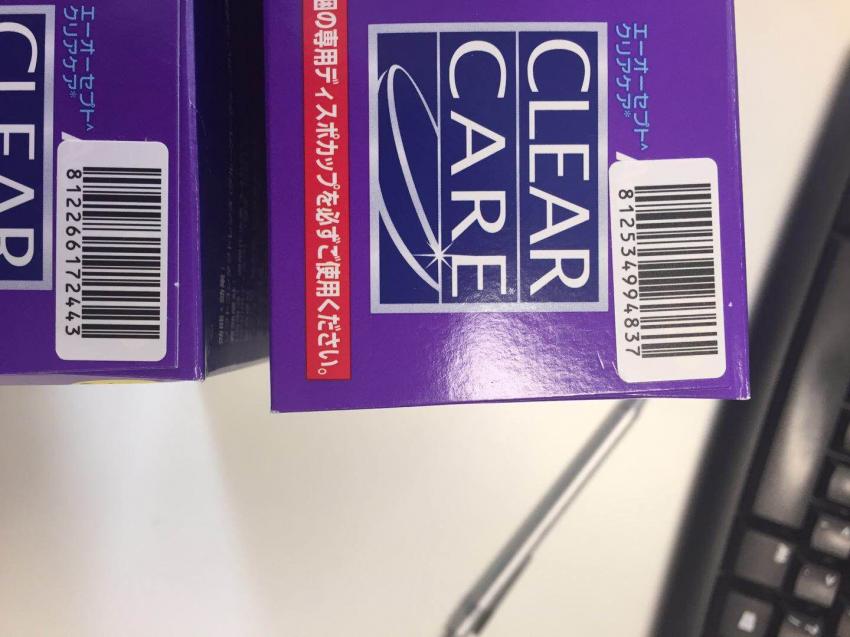 エーオーセプト^
クリアケア*
CLEAR
812266172443
エーオーセプト^
クリアケア*
CLEAR
CARE*
812534994837
個の専用ディスポカップを必ずご使用ください。